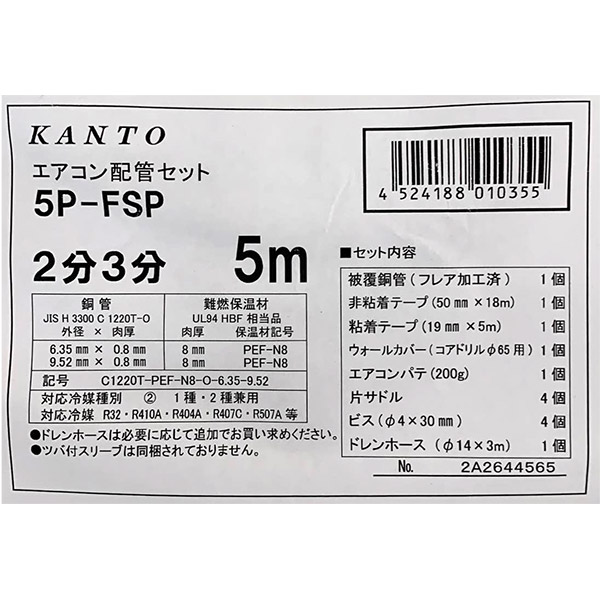 KANTO
エアコン配管セット
5P-FSP
2分3分 5m
銅管 難燃保温材
JIS H 3300 C 1220T-O UL94 HBF 相当品
外径 × 肉厚 肉厚 保温材記号
6.35 mm × 0.8 mm 8 mm PEF-N8
9.52 mm × 0.8 mm 8 mm PEF-N8
記号 C1220T-PEF-N8-O-6.35-9.52
対応冷媒種別 ② 1種・2種兼用
対応冷媒 R32・R410A・R404A・R407C・R507A 等
●ドレンホースは必要に応じて追加でお買い求めください。
●ツバ付スリーブは同梱されておりません。
4 524188 010355
■セット内容
被覆銅管(フレア加工済) 1個
非粘着テープ(50 mm ×18m) 1個
粘着テープ(19 mm ×5m) 1個
ウォールカバー(コアドリルφ65用) 1個
エアコンパテ(200g) 1個
片サドル 4個
ビス(φ4×30 mm) 4個
ドレンホース (φ14×3m) 1個
No. 2A2644565